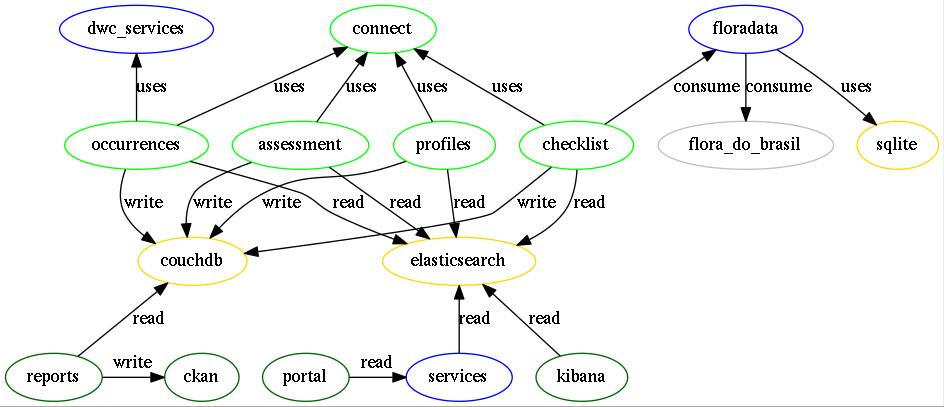 dwc_services
connect
floradata
uses
uses
uses
uses
uses
consume
consume
uses
occurrences
assessment
profiles
checklist
flora_do_brasil
sqlite
write
write
write
read
read
read
write
read
couchdb
elasticsearch
read
read
read
reports
write
ckan
portal
read
services
kibana